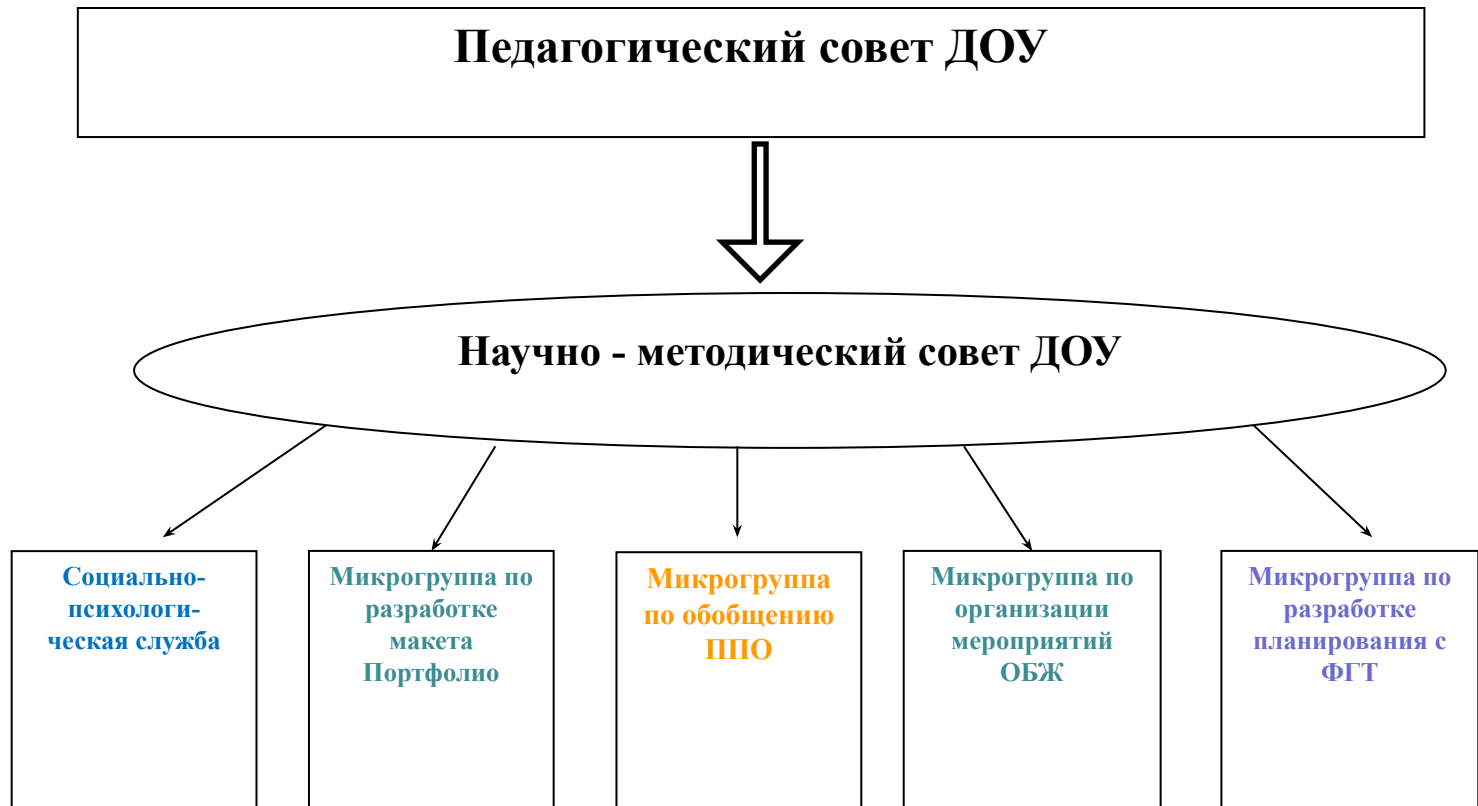 Педагогический совет ДОУ
Научно - методический совет ДОУ
Социально-
психологи-
ческая служба
Микрогруппа по
разработке
макета
Портфолио
Микрогруппа
по обобщению
ППО
Микрогруппа по
организации
мероприятий
ОБЖ
Микрогруппа по
разработке
планирования с
ФГТ